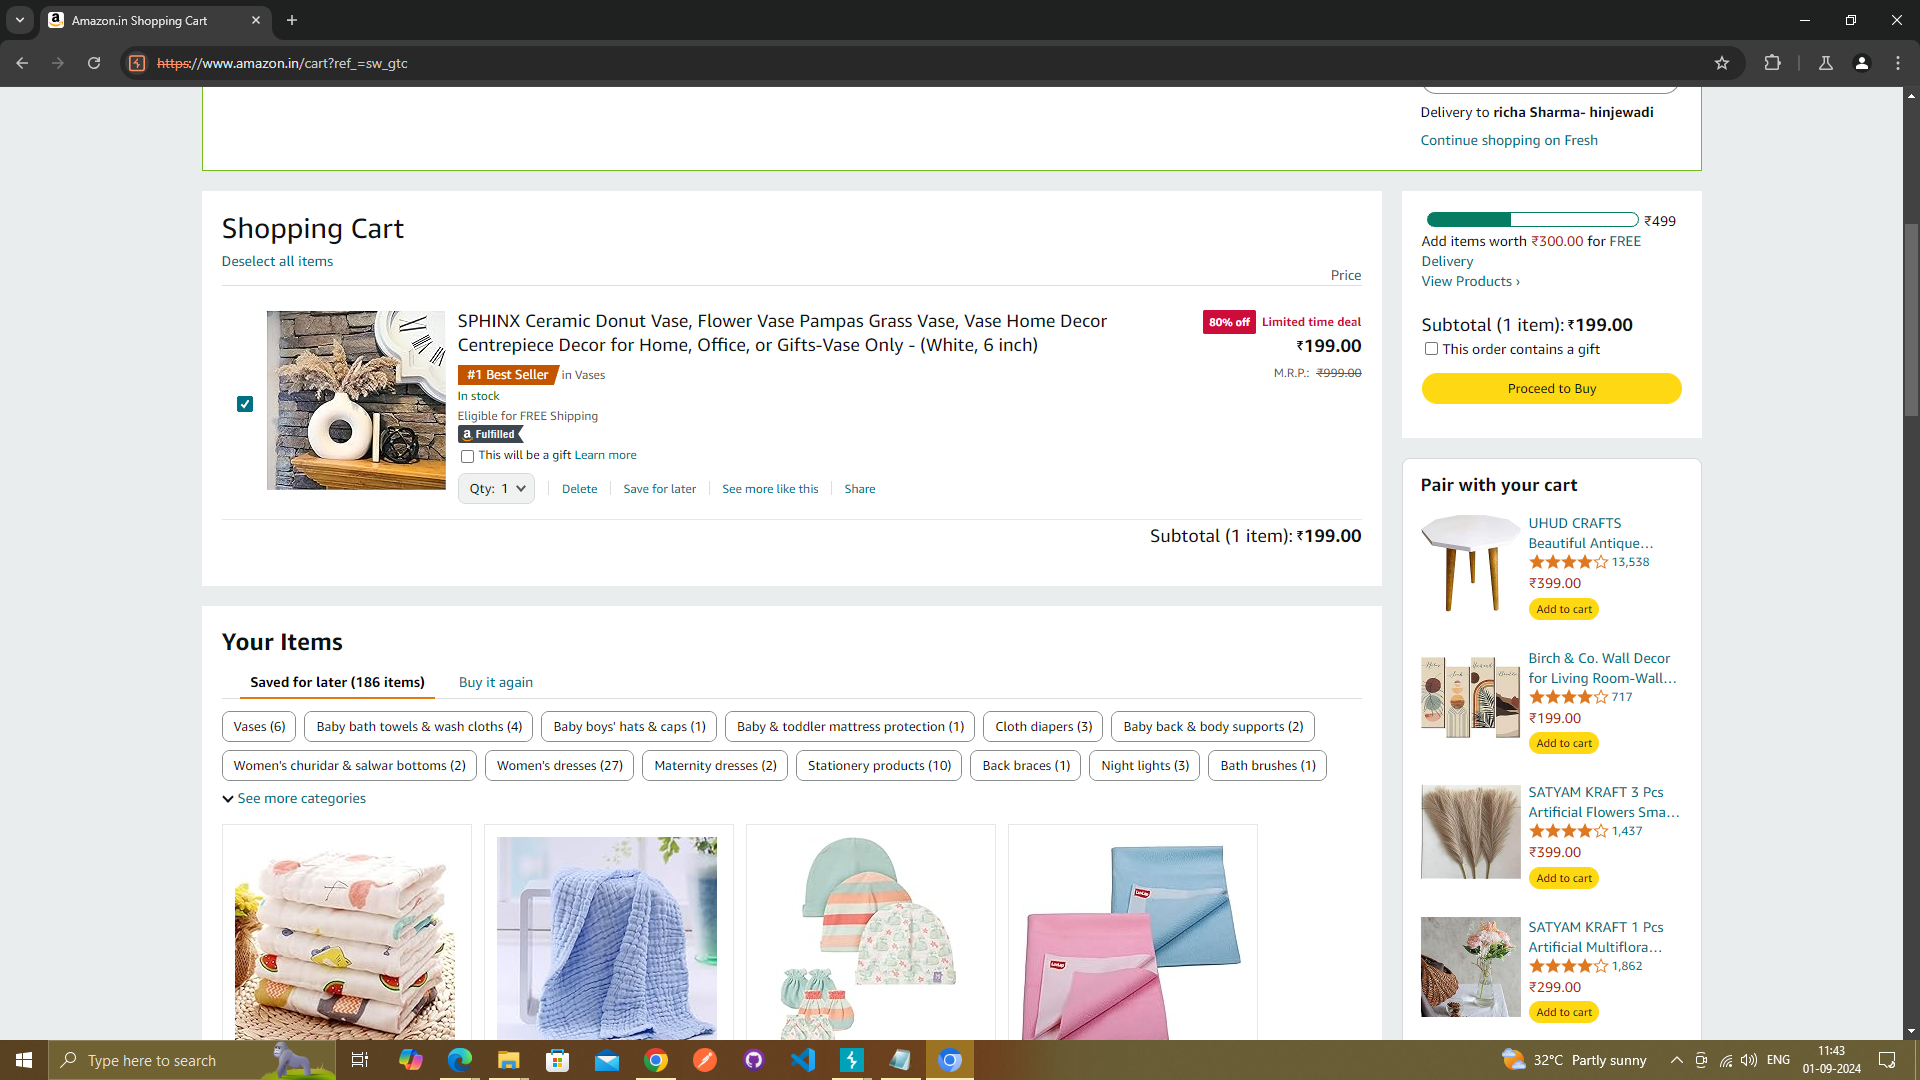 Amazon.in Shopping Cart
https://www.amazon.in/cart?ref_=sw_gtc
Delivery to richa Sharma- hinjewadi
Continue shopping on Fresh
Shopping Cart
Deselect all items
Price
SPHINX Ceramic Donut Vase, Flower Vase Pampas Grass Vase, Vase Home Decor
Centrepiece Decor for Home, Office, or Gifts-Vase Only - (White, 6 inch)
80% off Limited time deal
₹199.00
M.R.P.: ₹999.00
#1 Best Seller in Vases
In stock
Eligible for FREE Shipping
a Fulfilled
This will be a gift Learn more
Qty: 1
Delete
Save for later
See more like this
Share
Subtotal (1 item): ₹199.00
₹499
Add items worth ₹300.00 for FREE
Delivery
View Products ›
Subtotal (1 item): ₹199.00
This order contains a gift
Proceed to Buy
Pair with your cart
UHUD CRAFTS
Beautiful Antique…
13,538
₹399.00
Add to cart
Birch & Co. Wall Decor
for Living Room-Wall…
717
₹199.00
Add to cart
SATYAM KRAFT 3 Pcs
Artificial Flowers Sma…
1,437
₹399.00
Add to cart
SATYAM KRAFT 1 Pcs
Artificial Multiflora…
1,862
₹299.00
Add to cart
Your Items
Saved for later (186 items)
Buy it again
Vases (6)
Baby bath towels & wash cloths (4)
Baby boys' hats & caps (1)
Baby & toddler mattress protection (1)
Cloth diapers (3)
Baby back & body supports (2)
Women's churidar & salwar bottoms (2)
Women's dresses (27)
Maternity dresses (2)
Stationery products (10)
Back braces (1)
Night lights (3)
Bath brushes (1)
See more categories
Type here to search
32°C Partly sunny
ENG
11:43
01-09-2024